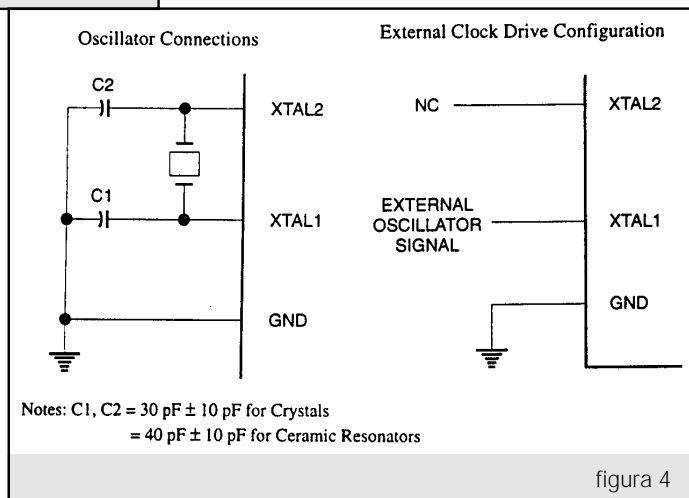 Oscillator Connections
C2
XTAL2
C1
XTAL1
GND
External Clock Drive Configuration
NC
XTAL2
EXTERNAL
OSCILLATOR
SIGNAL
XTAL1
GND
Notes: C1, C2 = 30 pF ± 10 pF for Crystals
= 40 pF ± 10 pF for Ceramic Resonators
figura 4